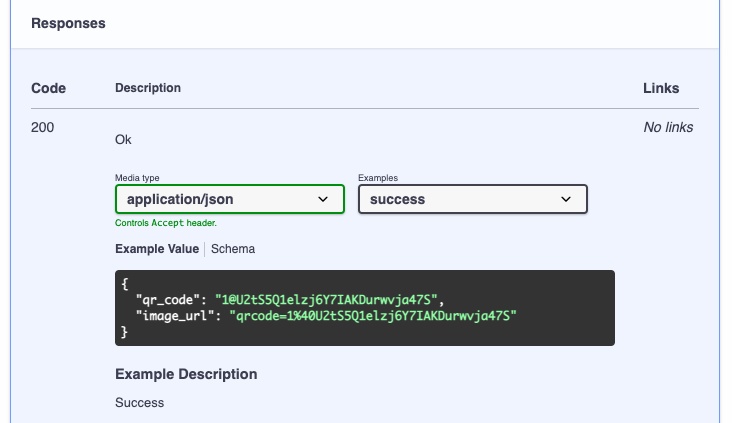 Responses
Code Description Links
200 Ok No links
Media type Examples
application/json success
Controls Accept header.
Example Value Schema
{
"qr_code": "1@U2tS5Q1elzj6Y7IAKDurwvja47S",
"image_url": "qrcode=1%40U2tS5Q1elzj6Y7IAKDurwvja47S"
}
Example Description
Success